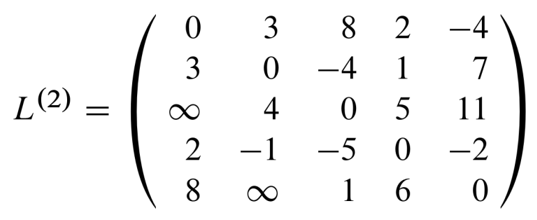 0 3 8 2 −4
3 0 −4 1 7
L(2) = ∞ 4 0 5 11
2 −1 −5 0 −2
8 ∞ 1 6 0